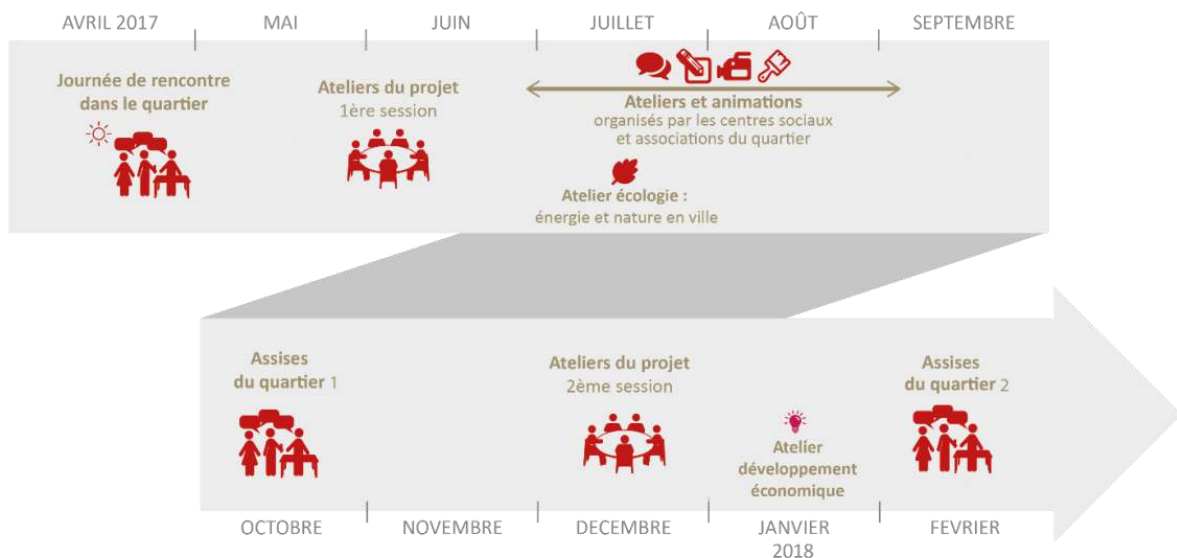 AVRIL 2017
MAI
JUIN
JUILLET
AOÛT
SEPTEMBRE
Journée de rencontre
dans le quartier
Ateliers du projet
1ère session
Ateliers et animations
organisés par les centres sociaux
et associations du quartier
Atelier écologie :
énergie et nature en ville
Assises
du quartier 1
Ateliers du projet
2ème session
Atelier
développement
économique
Assises
du quartier 2
OCTOBRE
NOVEMBRE
DECEMBRE
JANVIER
2018
FEVRIER